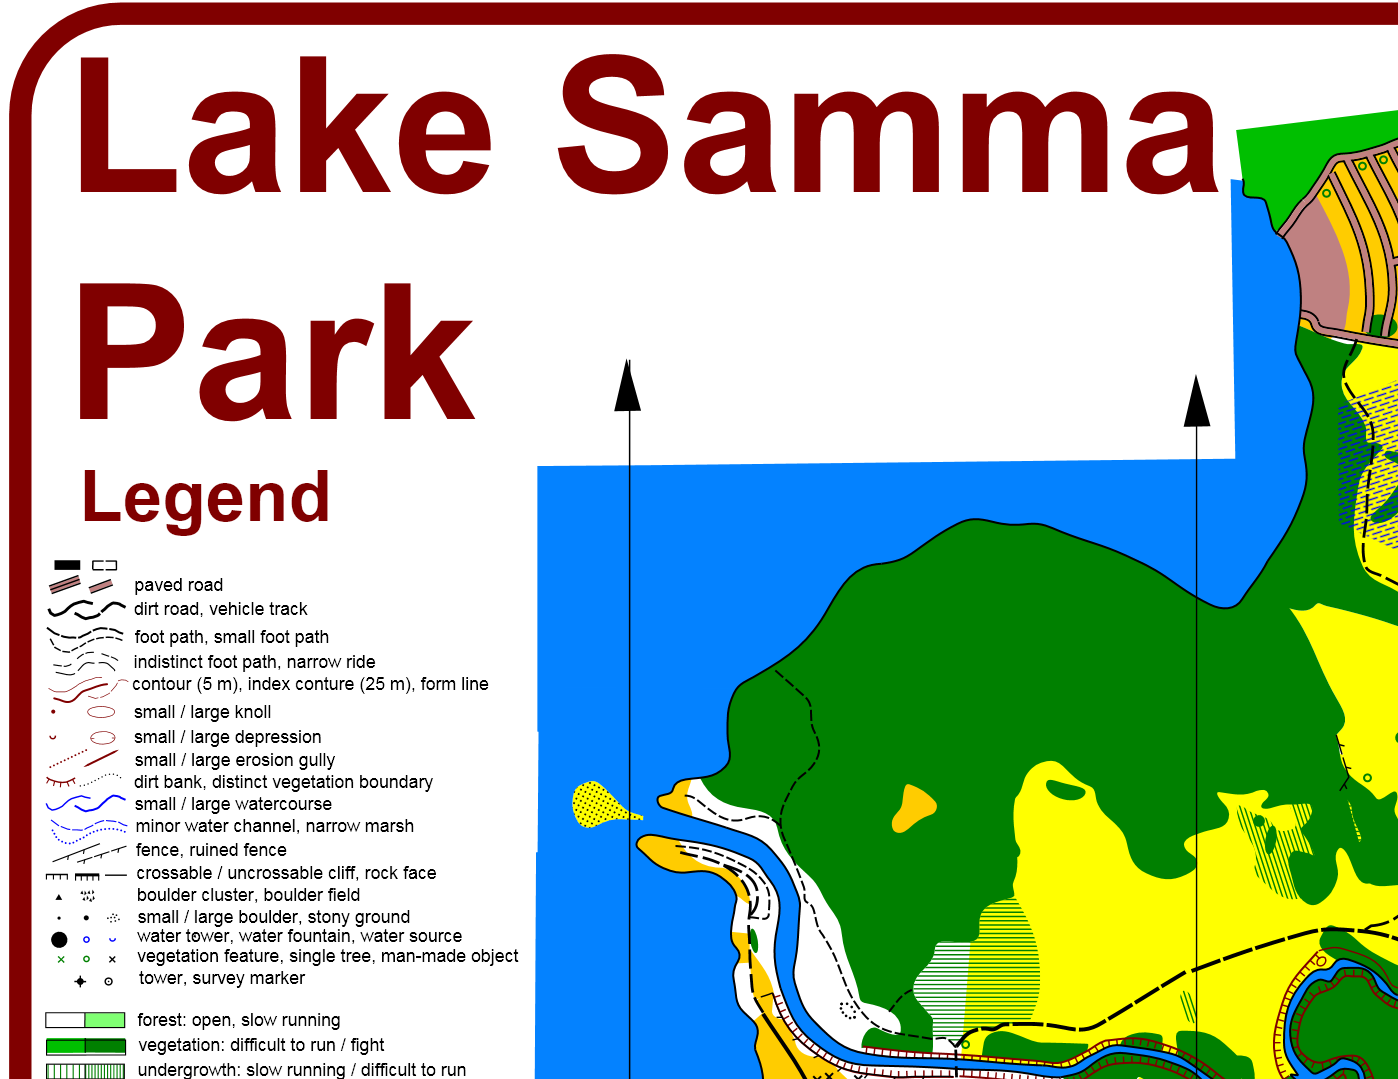 Lake Samma
Park
Legend
paved road
dirt road, vehicle track
foot path, small foot path
indistinct foot path, narrow ride
contour (5 m), index conture (25 m), form line
small / large knoll
small / large depression
small / large erosion gully
dirt bank, distinct vegetation boundary
small / large watercourse
minor water channel, narrow marsh
fence, ruined fence
crossable / uncrossable cliff, rock face
boulder cluster, boulder field
small / large boulder, stony ground
water tower, water fountain, water source
vegetation feature, single tree, man-made object
tower, survey marker
forest: open, slow running
vegetation: difficult to run / fight
undergrowth: slow running / difficult to run